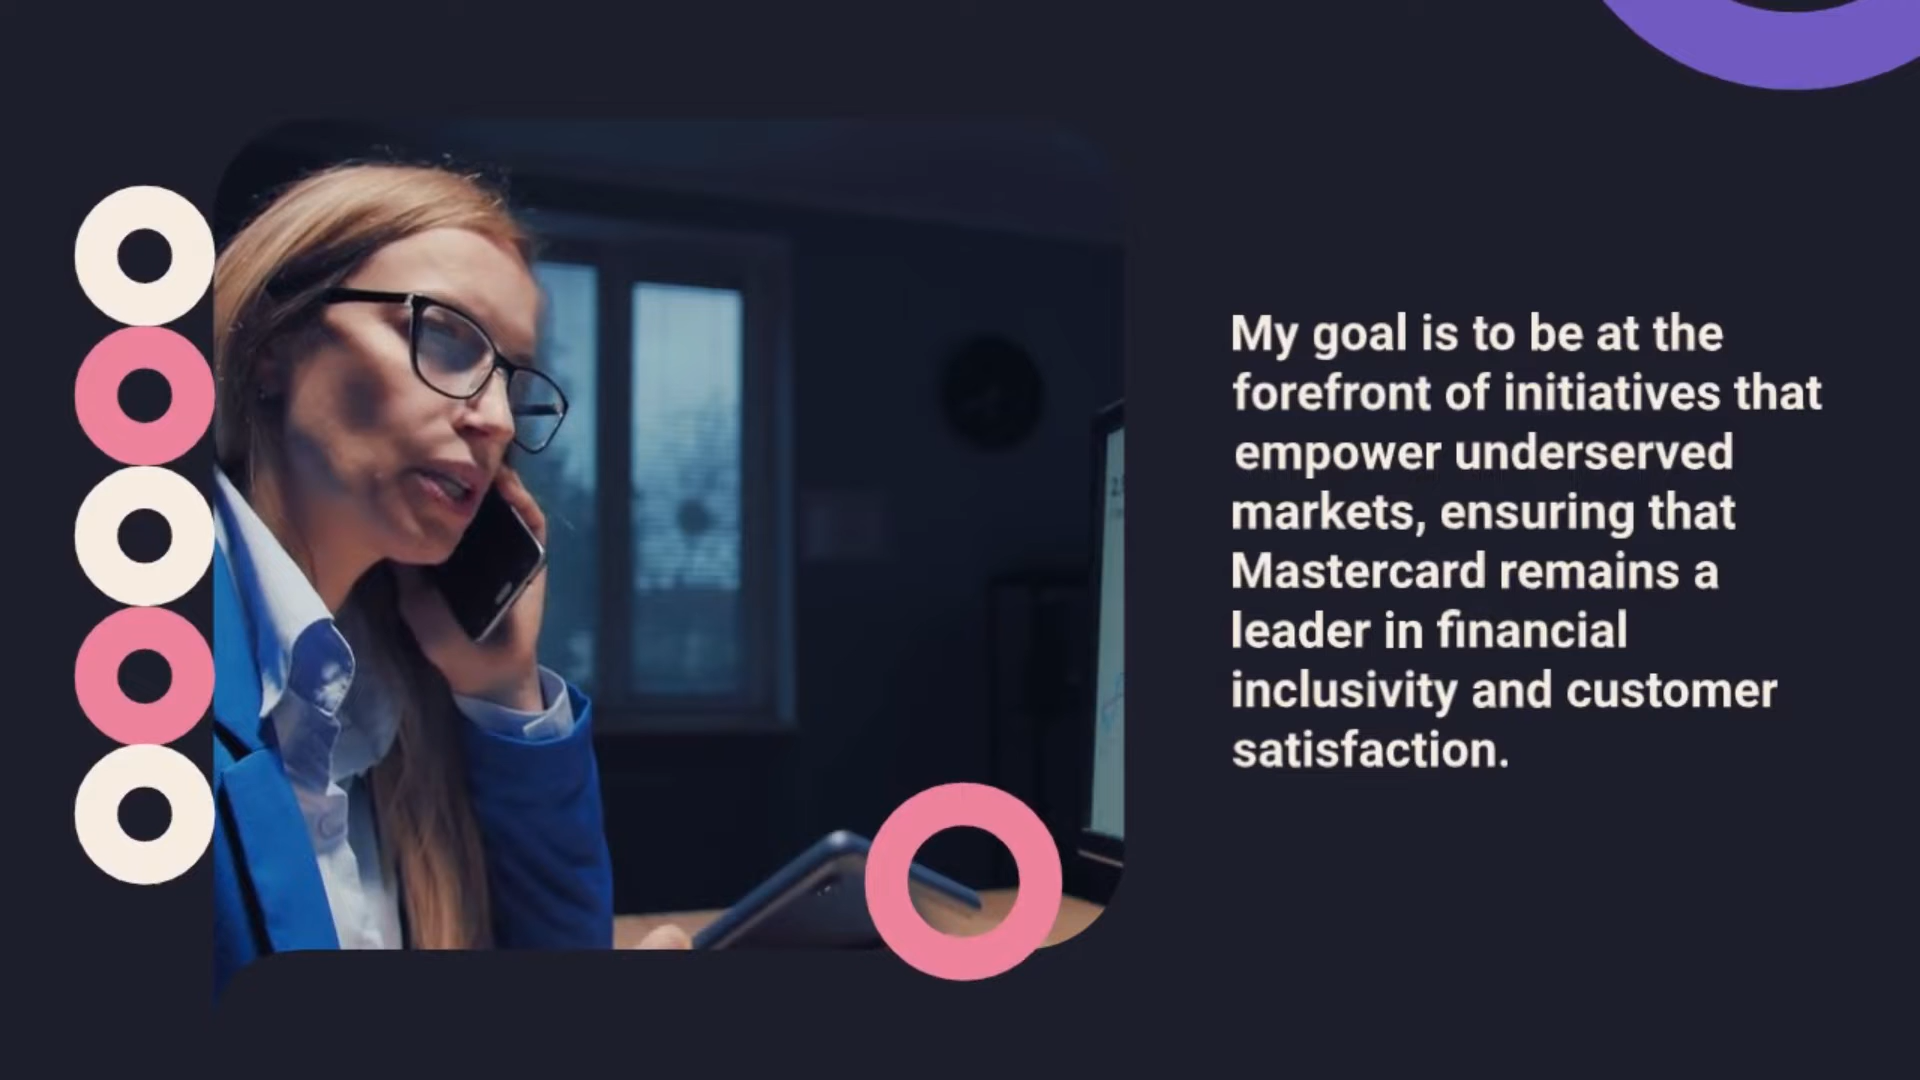 My goal is to be at the
forefront of initiatives that
empower underserved
markets, ensuring that
Mastercard remains a
leader in financial
inclusivity and customer
satisfaction.